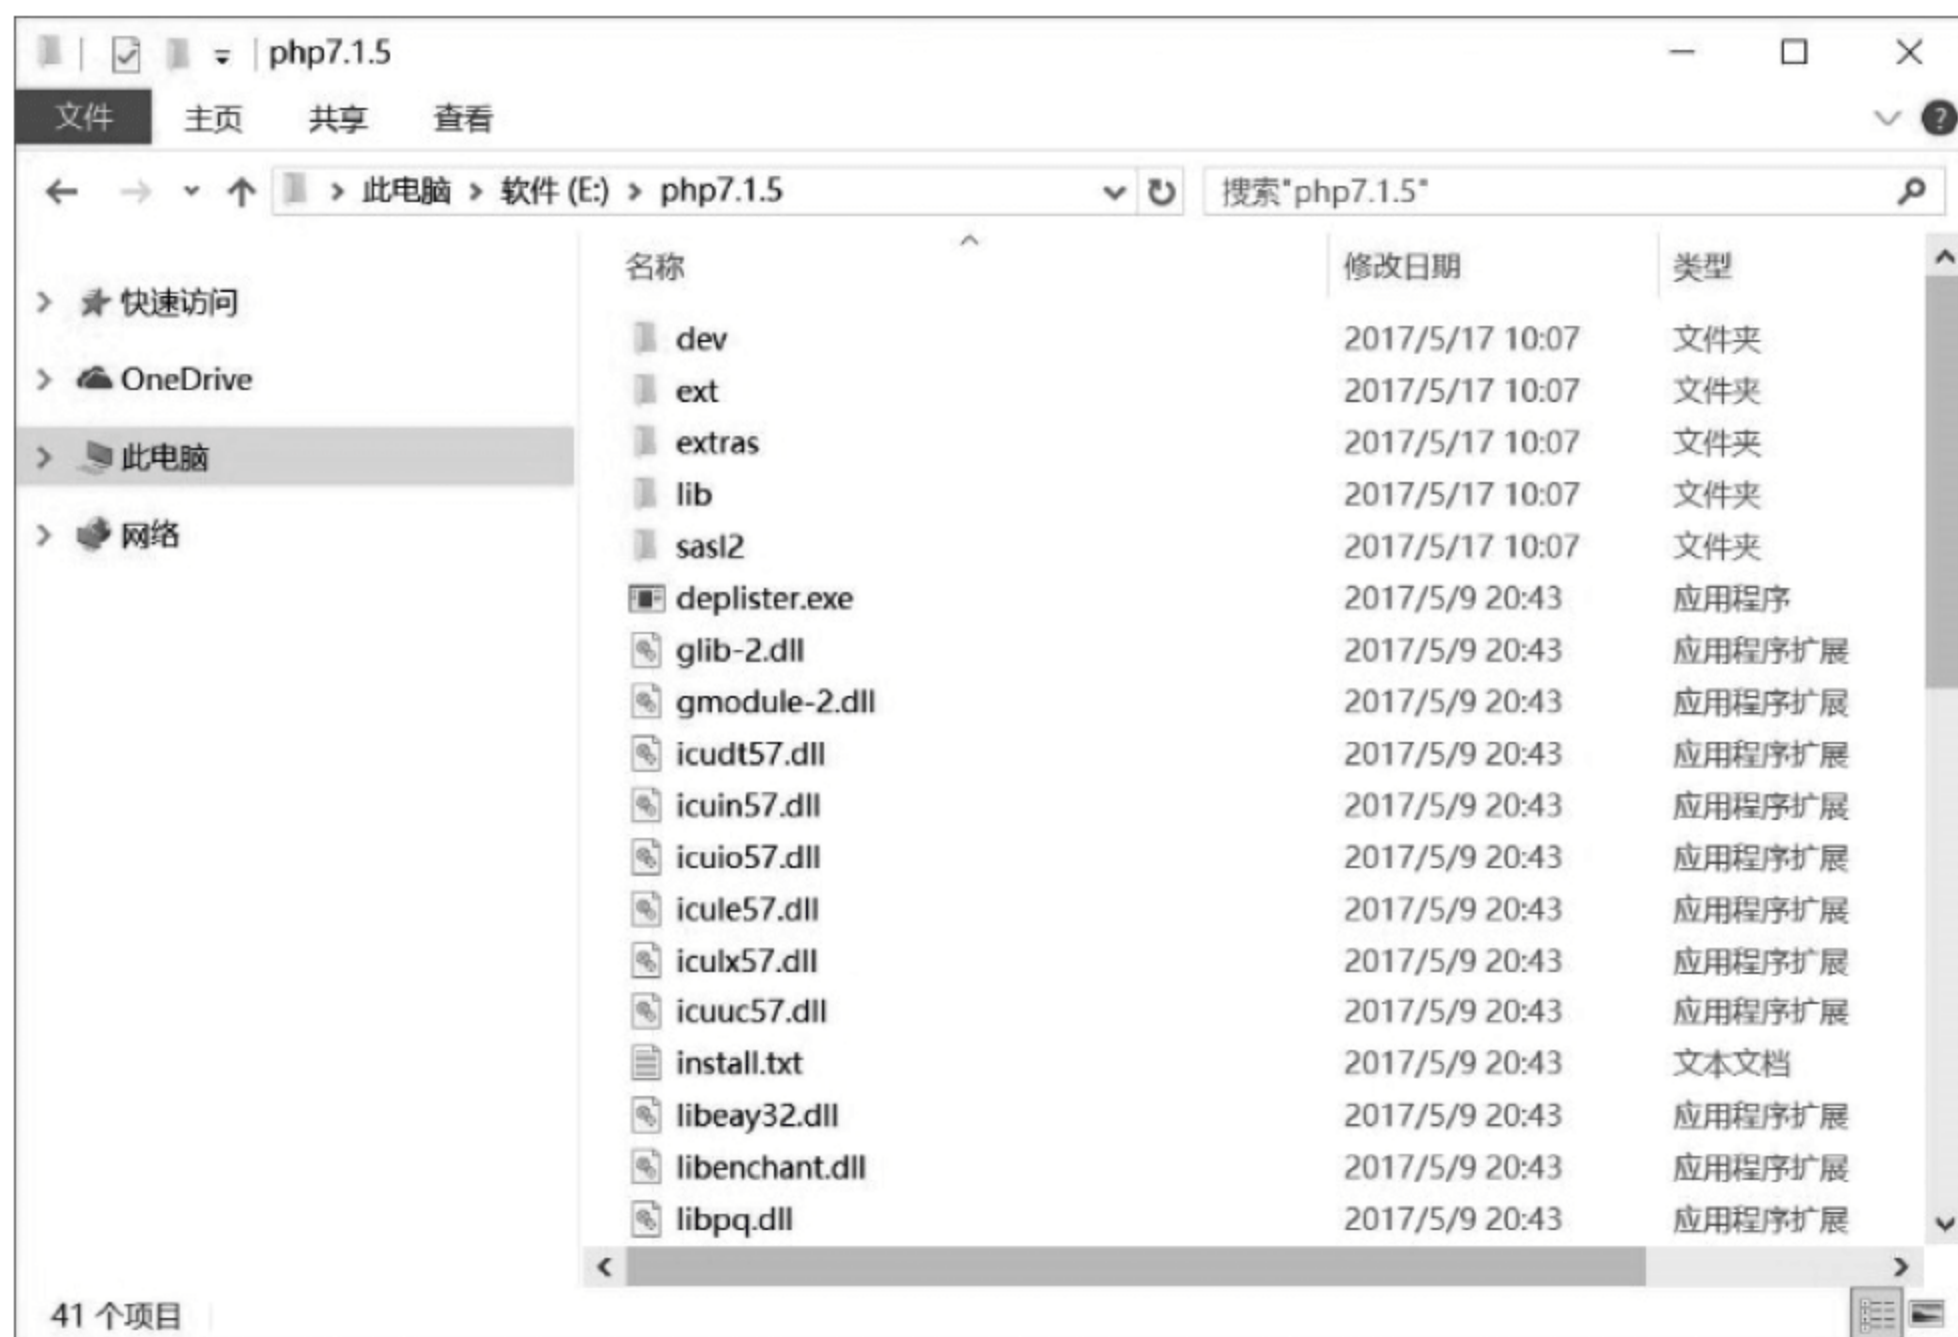 php7.1.5
文件 主页 共享 查看
此电脑 软件 (E:) php7.1.5 搜索"php7.1.5"
名称 修改日期 类型
快速访问
OneDrive
此电脑
网络
dev 2017/5/17 10:07 文件夹
ext 2017/5/17 10:07 文件夹
extras 2017/5/17 10:07 文件夹
lib 2017/5/17 10:07 文件夹
sasl2 2017/5/17 10:07 文件夹
deplister.exe 2017/5/9 20:43 应用程序
glib-2.dll 2017/5/9 20:43 应用程序扩展
gmodule-2.dll 2017/5/9 20:43 应用程序扩展
icudt57.dll 2017/5/9 20:43 应用程序扩展
icuin57.dll 2017/5/9 20:43 应用程序扩展
icuio57.dll 2017/5/9 20:43 应用程序扩展
icule57.dll 2017/5/9 20:43 应用程序扩展
iculx57.dll 2017/5/9 20:43 应用程序扩展
icuuc57.dll 2017/5/9 20:43 应用程序扩展
install.txt 2017/5/9 20:43 文本文档
libeay32.dll 2017/5/9 20:43 应用程序扩展
libenchant.dll 2017/5/9 20:43 应用程序扩展
libpq.dll 2017/5/9 20:43 应用程序扩展
41 个项目